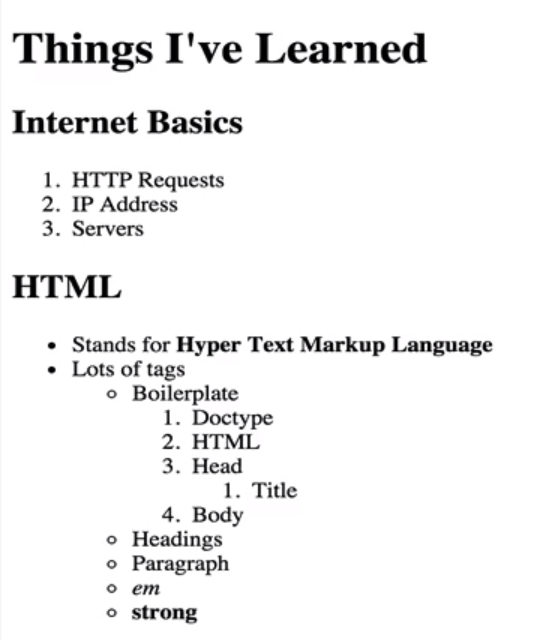 Things I've Learned
Internet Basics
1. HTTP Requests
2. IP Address
3. Servers
HTML
• Stands for Hyper Text Markup Language
• Lots of tags
◦ Boilerplate
1. Doctype
2. HTML
3. Head
1. Title
4. Body
◦ Headings
◦ Paragraph
◦ em
◦ strong